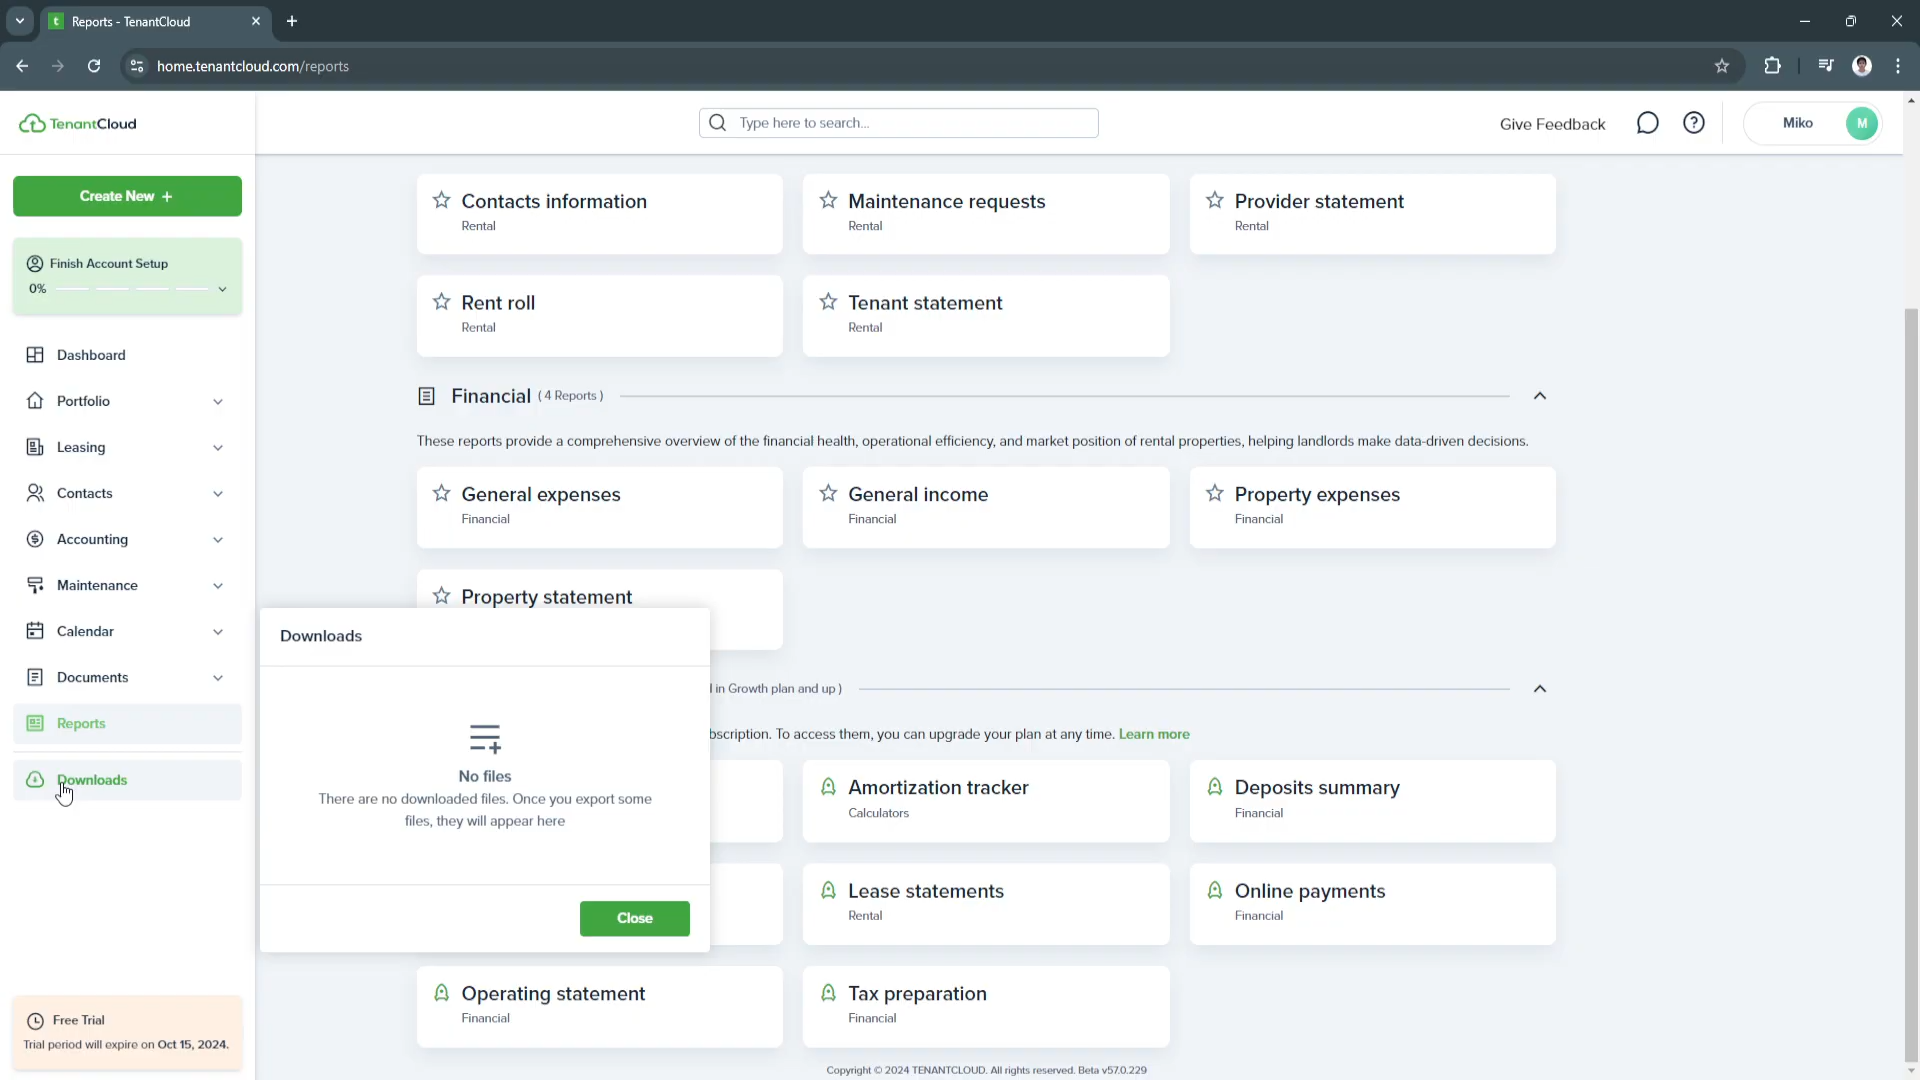 Reports - TenantCloud
home.tenantcloud.com/reports
TenantCloud
Type here to search...
Give Feedback
Miko
M
Create New +
Finish Account Setup
0%
Dashboard
Portfolio
Leasing
Contacts
Accounting
Maintenance
Calendar
Documents
Reports
Downloads
Free Trial
Trial period will expire on Oct 15, 2024.
Contacts information
Rental
Maintenance requests
Rental
Provider statement
Rental
Rent roll
Rental
Tenant statement
Rental
Financial ( 4 Reports )
These reports provide a comprehensive overview of the financial health, operational efficiency, and market position of rental properties, helping landlords make data-driven decisions.
General expenses
Financial
General income
Financial
Property expenses
Financial
Property statement
Downloads
No files
There are no downloaded files. Once you export some
files, they will appear here
Close
in Growth plan and up )
bscription. To access them, you can upgrade your plan at any time. Learn more
Amortization tracker
Calculators
Deposits summary
Financial
Lease statements
Rental
Online payments
Financial
Operating statement
Financial
Tax preparation
Financial
Copyright © 2024 TENANTCLOUD. All rights reserved. Beta v57.0.229